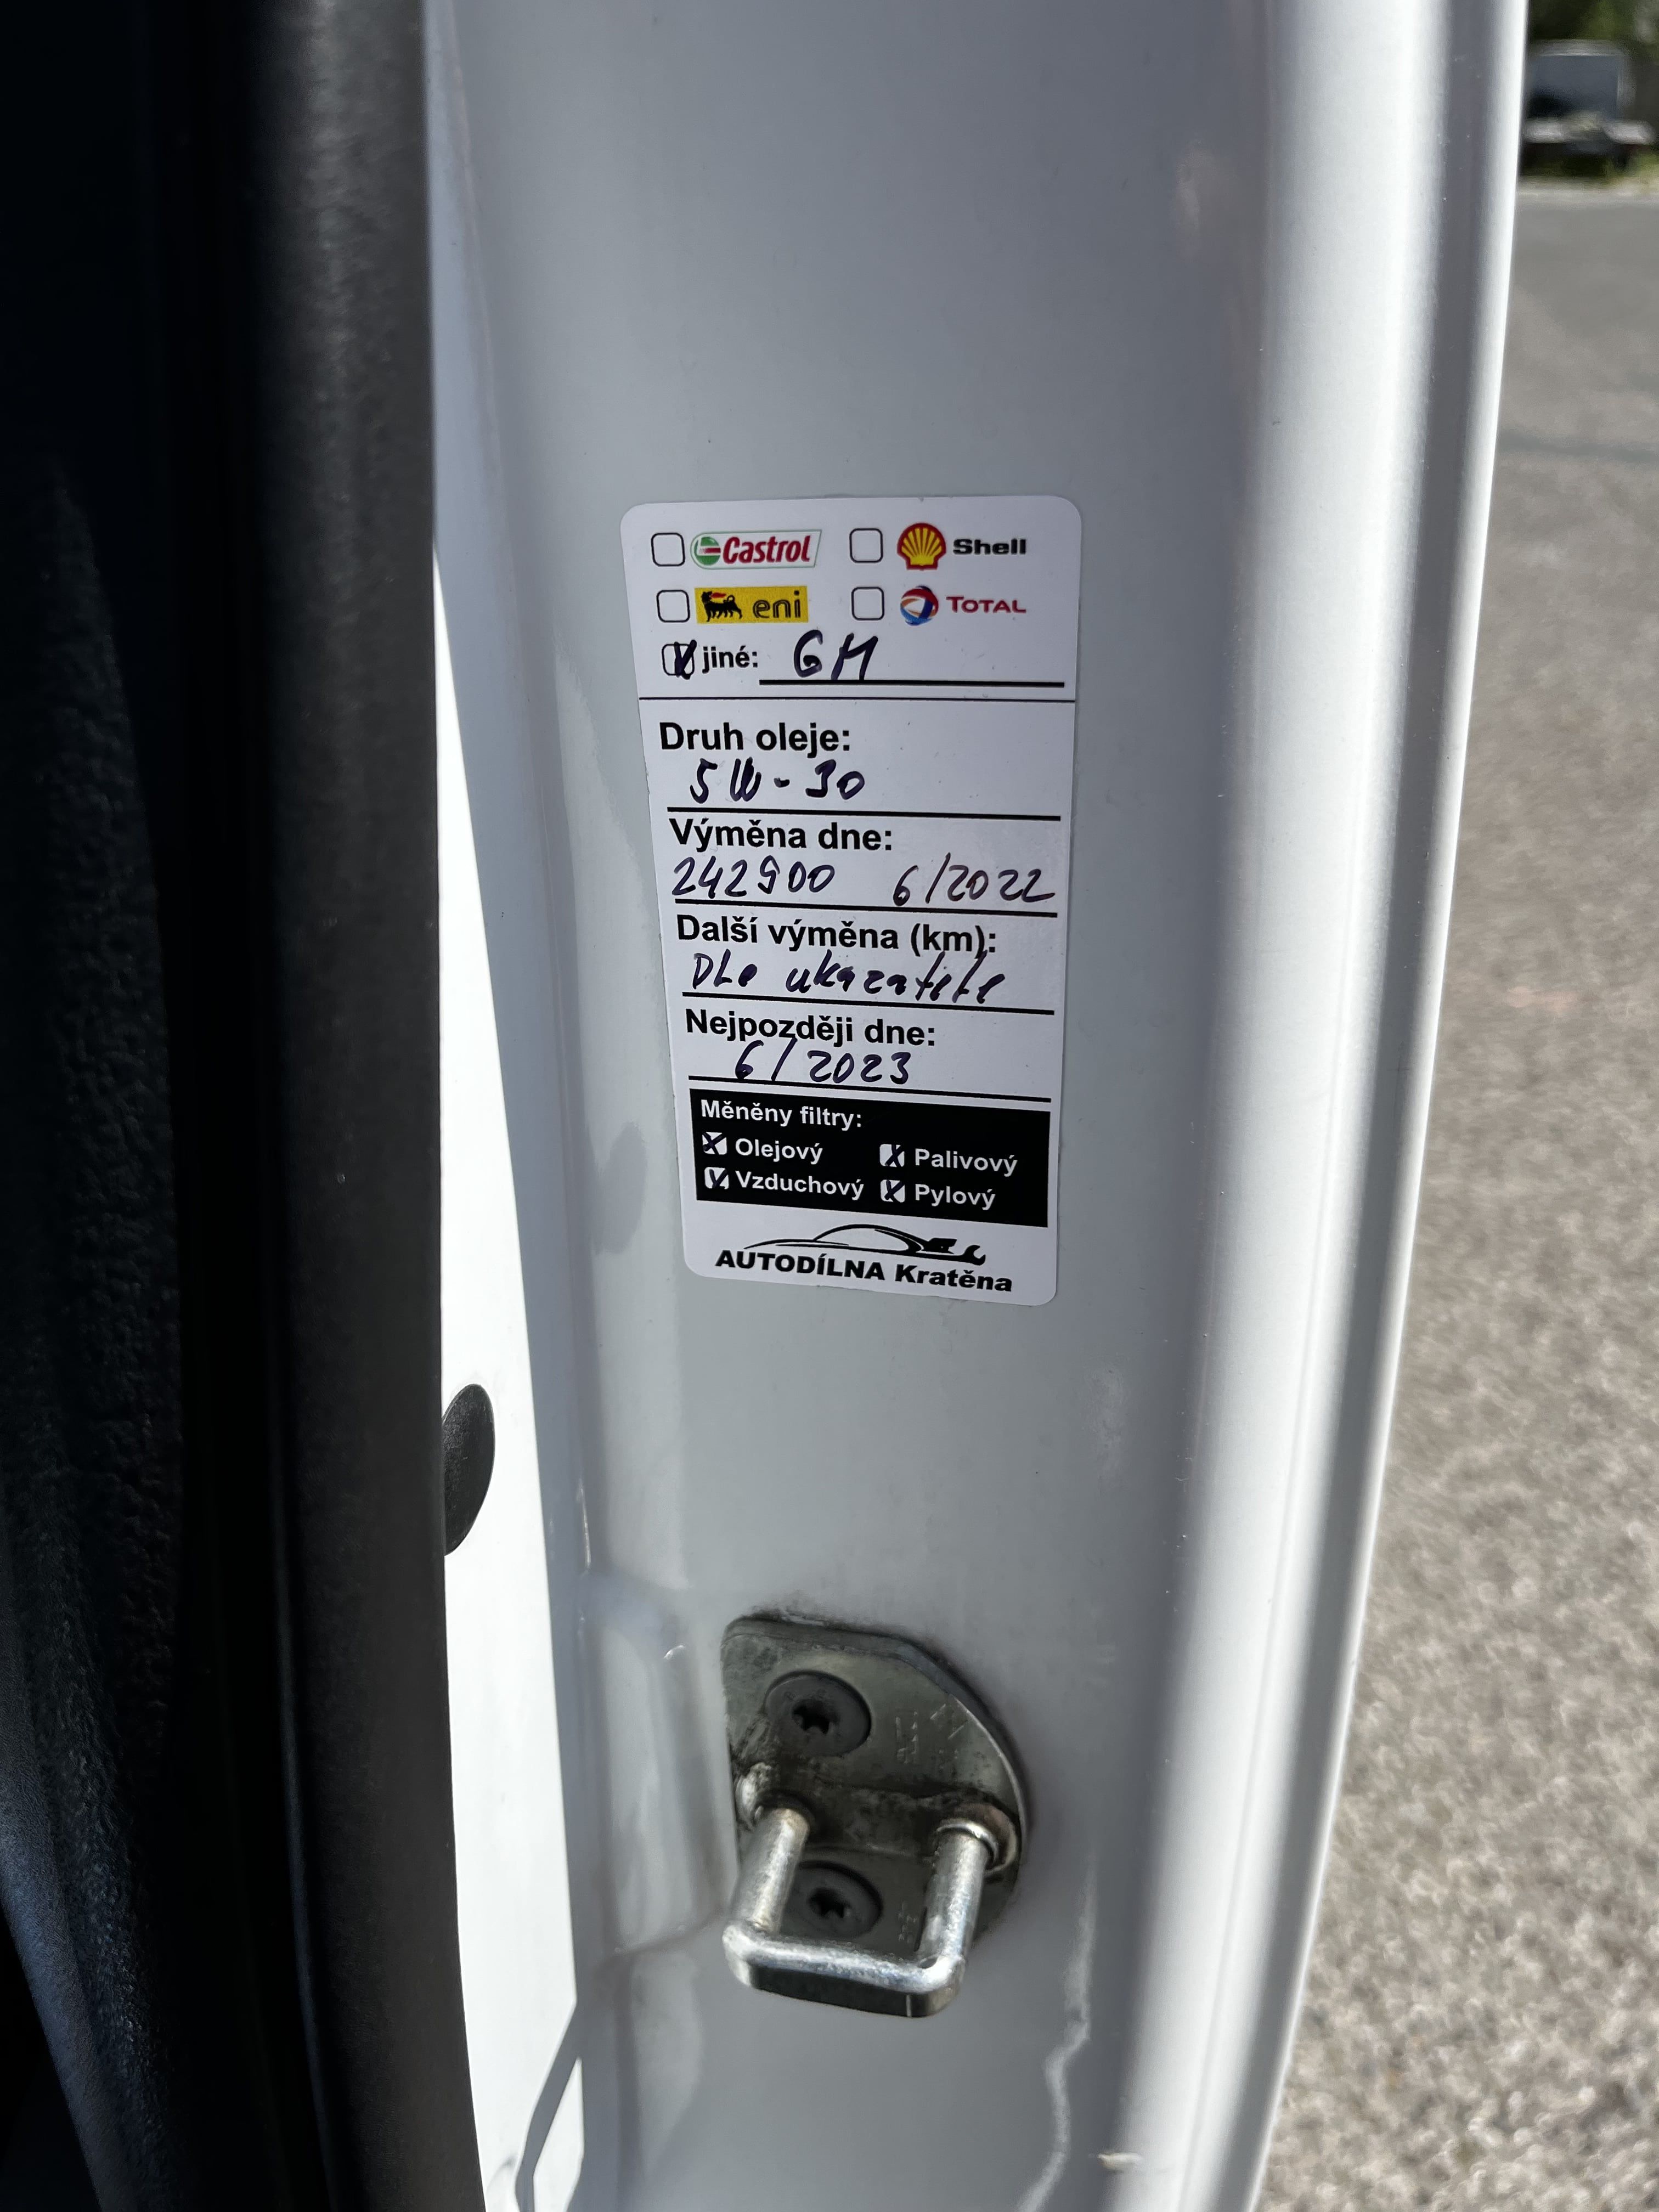 Castrol Shell
eni TOTAL
jiné: GM
Druh oleje:
5W-30
Výměna dne:
242900 6/2022
Další výměna (km):
Dle ukazatele
Nejpozději dne:
6/2023
Měněny filtry:
Olejový Palivový
Vzduchový Pylový
AUTODÍLNA Kratěna